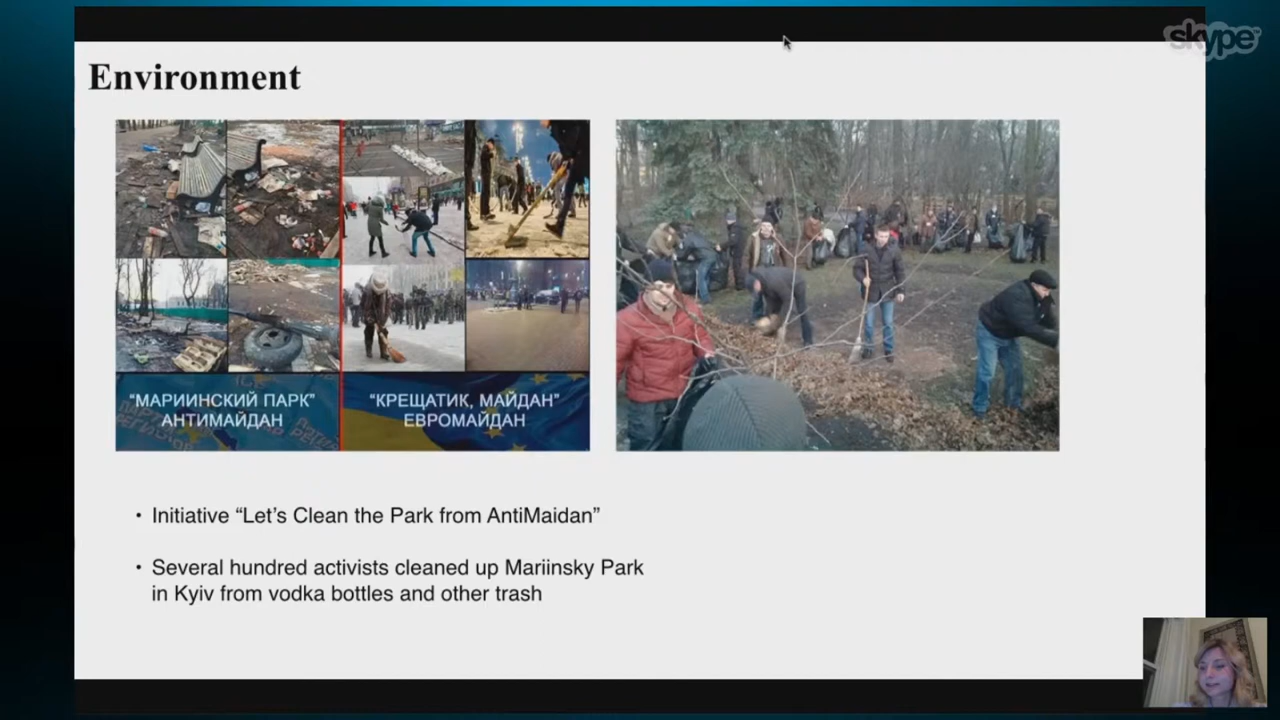 skype
Environment
"МАРИИНСКИЙ ПАРК"
АНТИМАЙДАН
"КРЕЩАТИК, МАЙДАН"
ЕВРОМАЙДАН
• Initiative “Let’s Clean the Park from AntiMaidan”
• Several hundred activists cleaned up Mariinsky Park
in Kyiv from vodka bottles and other trash